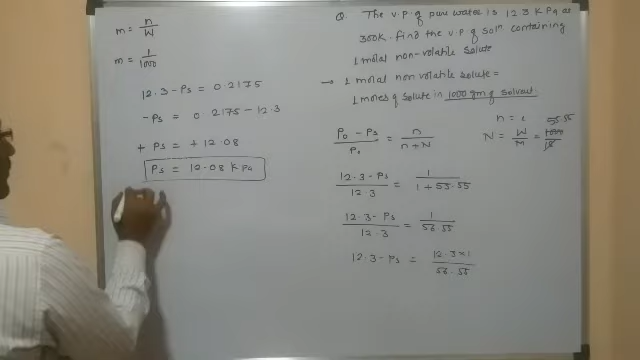 Q. The v.p. of pure water is 12.3 kPa at
300K. find the v.p of solⁿ containing
1 molal non-volatile solute
→ 1 molal non volatile solute =
1 moles of solute in 1000 gm of solvent.
n = 1
N = W/M = 1000/18 55.55
P₀ - Ps / P₀ = n / n + N
12.3 - Ps / 12.3 = 1 / 1 + 55.55
12.3 - Ps / 12.3 = 1 / 56.55
12.3 - Ps = 12.3 × 1 / 56.55
m = n / W
m = 1 / 1000
12.3 - Ps = 0.2175
- Ps = 0.2175 - 12.3
+ Ps = + 12.08
Ps = 12.08 kPa